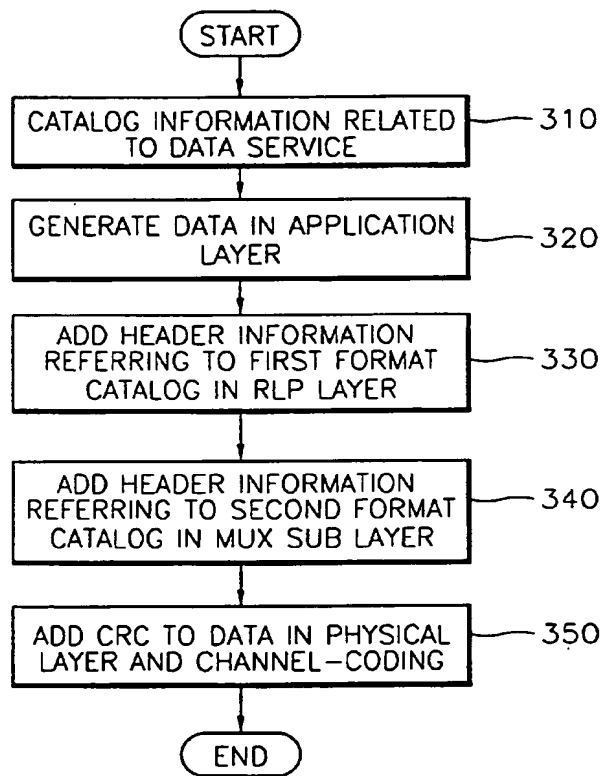 START
CATALOG INFORMATION RELATED
TO DATA SERVICE
310
GENERATE DATA IN APPLICATION
LAYER
320
ADD HEADER INFORMATION
REFERRING TO FIRST FORMAT
CATALOG IN RLP LAYER
330
ADD HEADER INFORMATION
REFERRING TO SECOND FORMAT
CATALOG IN MUX SUB LAYER
340
ADD CRC TO DATA IN PHYSICAL
LAYER AND CHANNEL-CODING
350
END